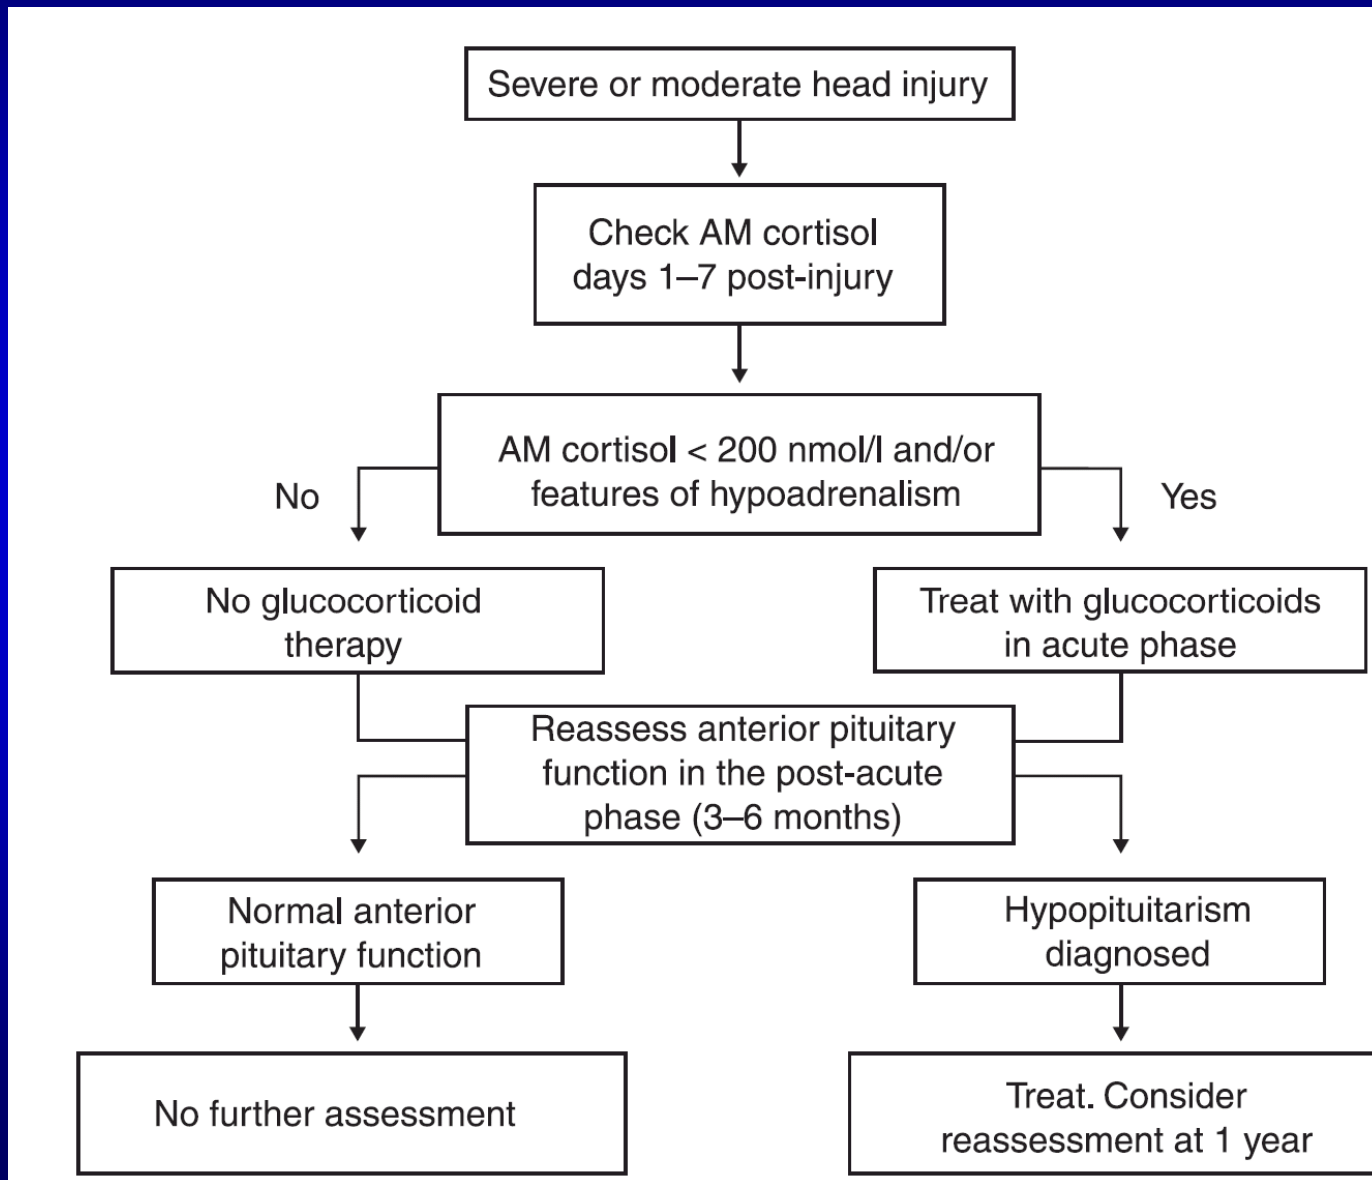 Severe or moderate head injury
Check AM cortisol
days 1–7 post-injury
AM cortisol < 200 nmol/l and/or
features of hypoadrenalism
No
Yes
No glucocorticoid
therapy
Treat with glucocorticoids
in acute phase
Reassess anterior pituitary
function in the post-acute
phase (3–6 months)
Normal anterior
pituitary function
Hypopituitarism
diagnosed
No further assessment
Treat. Consider
reassessment at 1 year